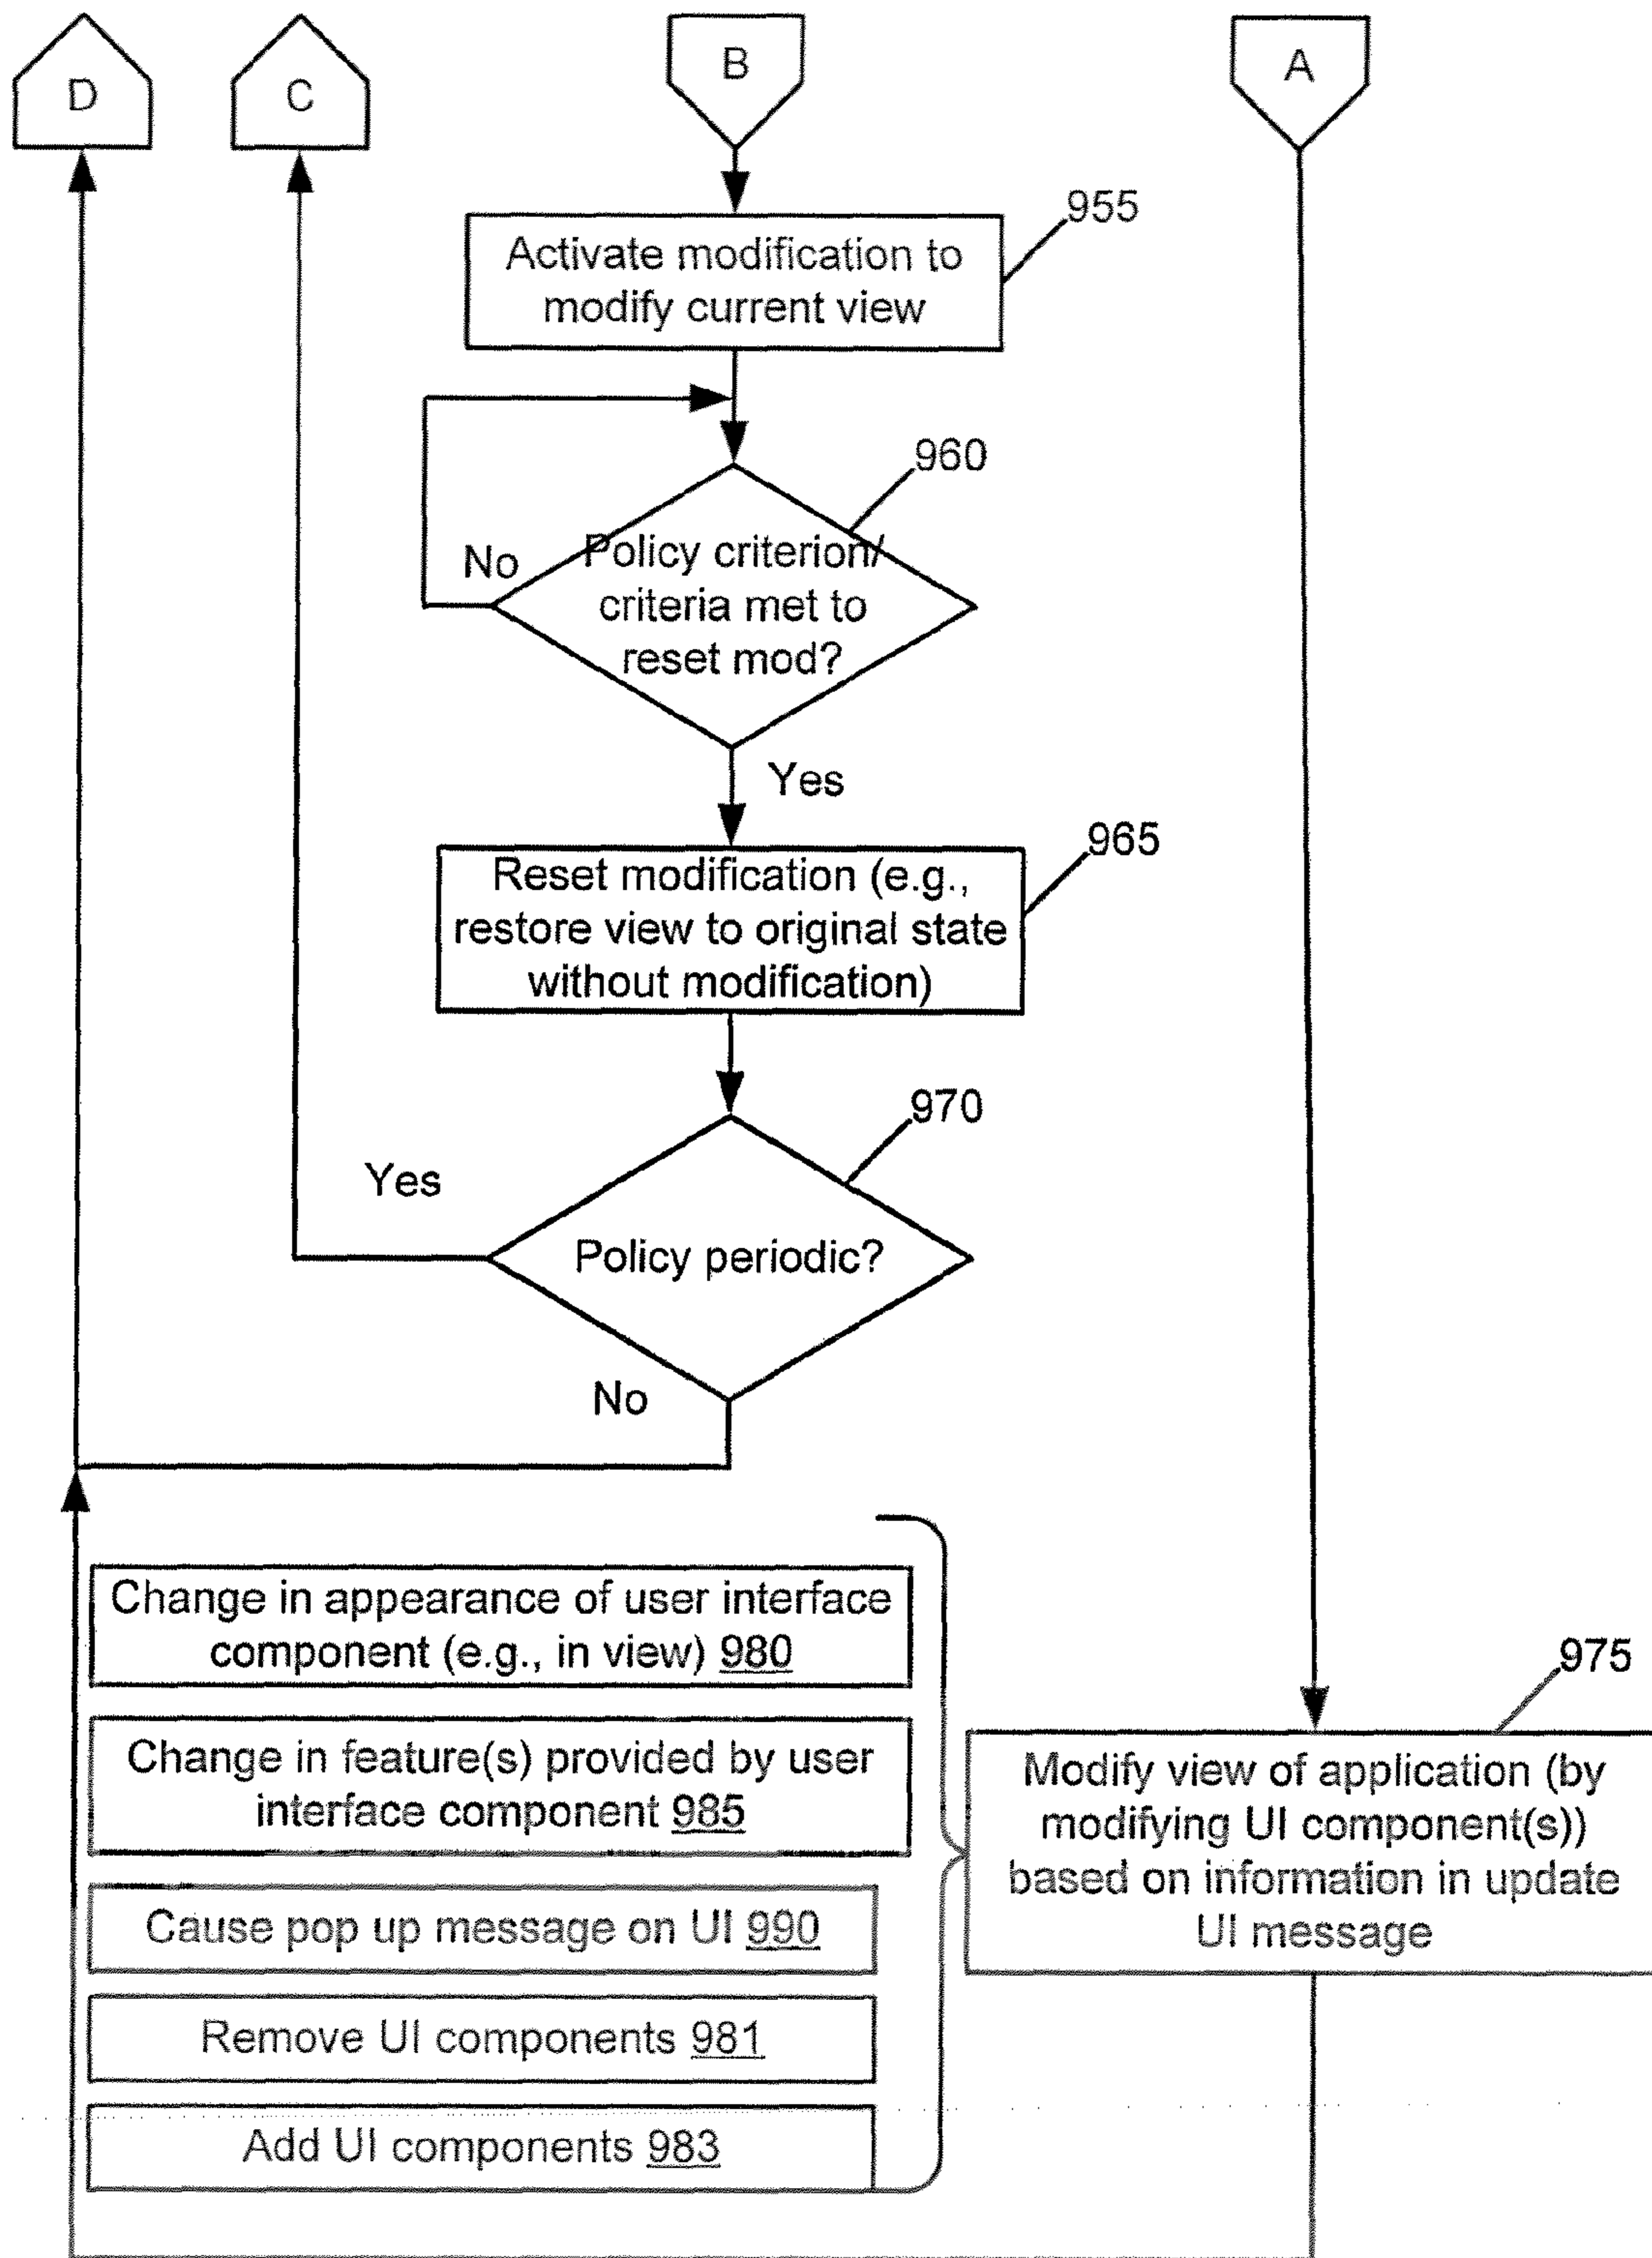 D
C
B
A
955
Activate modification to
modify current view
960
No
Policy criterion/
criteria met to
reset mod?
Yes
965
Reset modification (e.g.,
restore view to original state
without modification)
970
Yes
Policy periodic?
No
Change in appearance of user interface
component (e.g., in view) 980
975
Change in feature(s) provided by user
interface component 985
Modify view of application (by
modifying UI component(s))
based on information in update
UI message
Cause pop up message on UI 990
Remove UI components 981
Add UI components 983